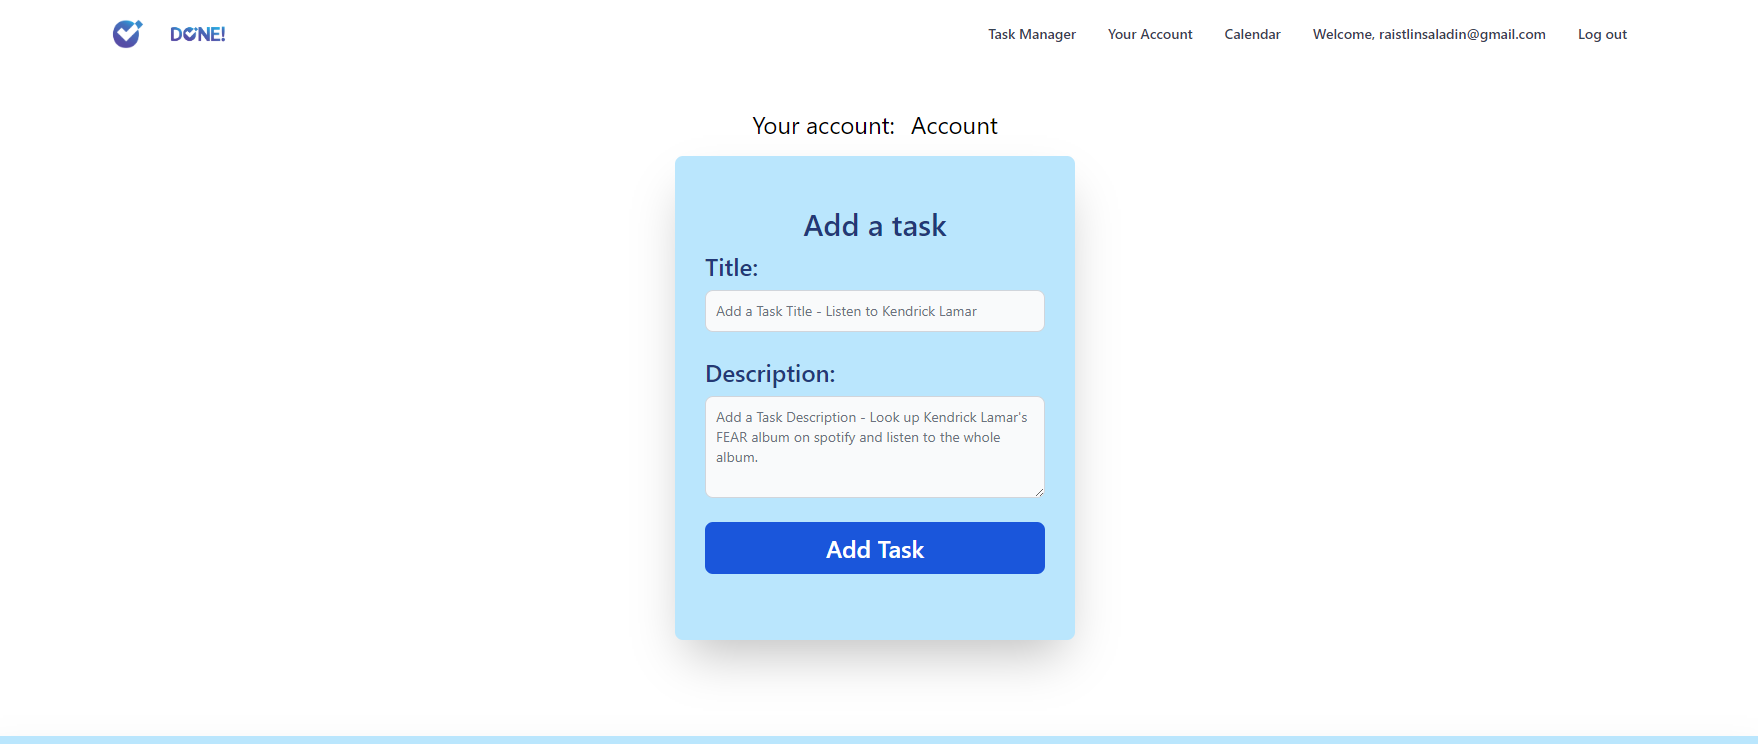 DONE!
Task Manager
Your Account
Calendar
Welcome, raistlinsaladin@gmail.com
Log out
Your account: Account
Add a task
Title:
Add a Task Title - Listen to Kendrick Lamar
Description:
Add a Task Description - Look up Kendrick Lamar's
FEAR album on spotify and listen to the whole
album.
Add Task